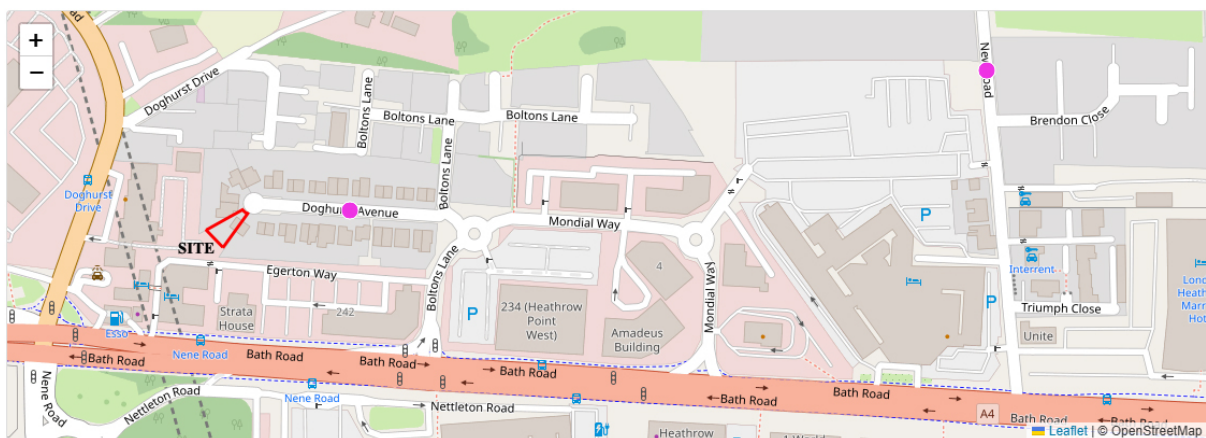 +
−
Doghurst Drive
Boltons Lane
Boltons Lane
Boltons Lane
Boltons Lane
Brendon Close
Doghurst
Drive
Mondial Way
SITE
P
Egerton Way
Boltons Lane
4
Mondial Way
Interrent
P
P
234 (Heathrow
Point
West)
Strata
House
242
Amadeus
Building
Triumph Close
Unite
Esso
Nene Road
Bath Road
Bath Road
Bath Road
Bath Road
Bath Road
Bath Road
Bath Road
Nene Road
Nene Road
Nettleton Road
Nettleton Road
A4
Heathrow
Leaflet | © OpenStreetMap